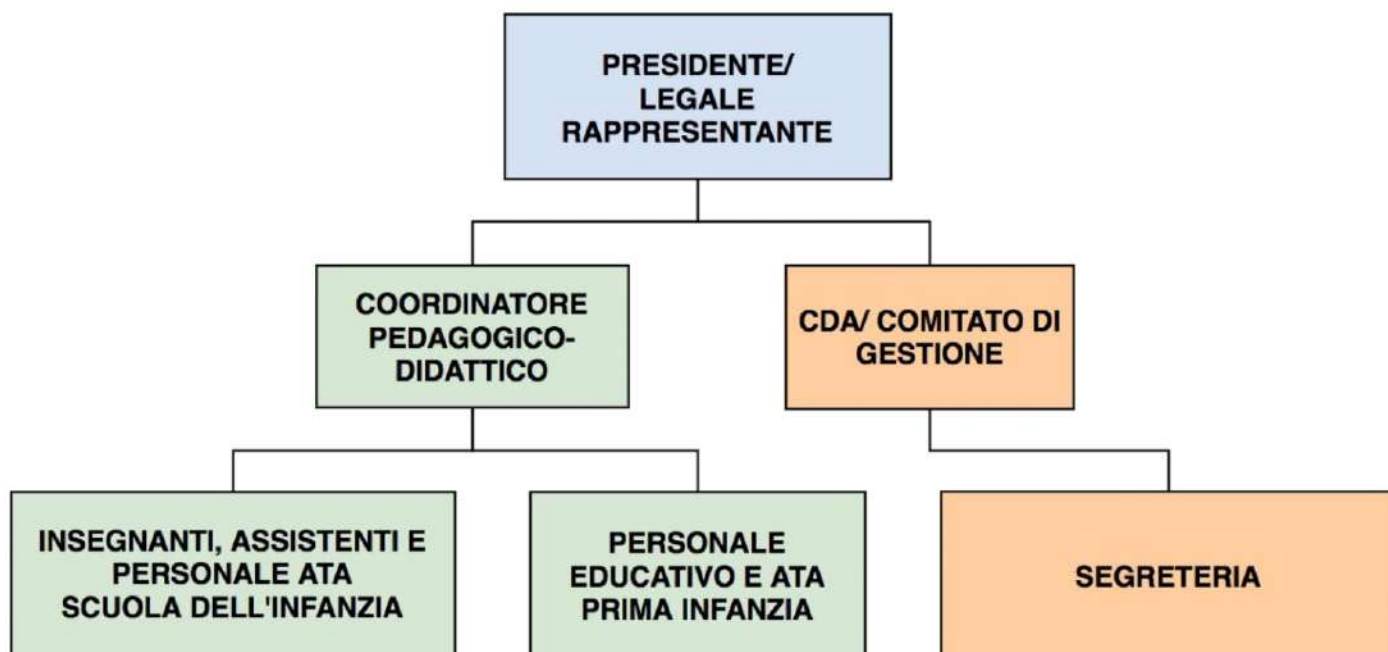 PRESIDENTE/
LEGALE
RAPPRESENTANTE
COORDINATORE
PEDAGOGICO-
DIDATTICO
CDA/ COMITATO DI
GESTIONE
INSEGNANTI, ASSISTENTI E
PERSONALE ATA
SCUOLA DELL'INFANZIA
PERSONALE
EDUCATIVO E ATA
PRIMA INFANZIA
SEGRETERIA